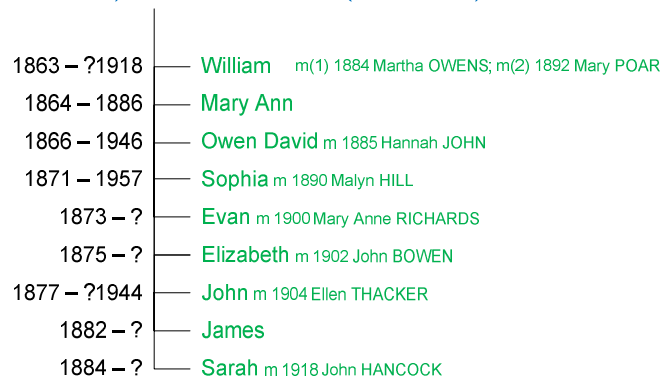 1863 – ?1918 William m(1) 1884 Martha OWENS; m(2) 1892 Mary POAR
1864 – 1886 Mary Ann
1866 – 1946 Owen David m 1885 Hannah JOHN
1871 – 1957 Sophia m 1890 Malyn HILL
1873 – ? Evan m 1900 Mary Anne RICHARDS
1875 – ? Elizabeth m 1902 John BOWEN
1877 – ?1944 John m 1904 Ellen THACKER
1882 – ? James
1884 – ? Sarah m 1918 John HANCOCK